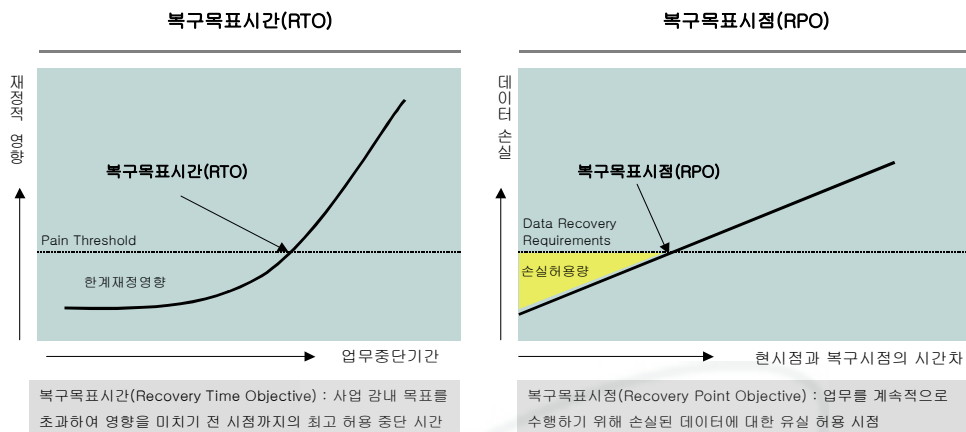 복구목표시간(RTO)
재정적 영향
복구목표시간(RTO)
Pain Threshold
한계재정영향
업무중단기간
복구목표시간(Recovery Time Objective) : 사업 감내 목표를
초과하여 영향을 미치기 전 시점까지의 최고 허용 중단 시간
복구목표시점(RPO)
데이터 손실
복구목표시점(RPO)
Data Recovery
Requirements
손실허용량
현시점과 복구시점의 시간차
복구목표시점(Recovery Point Objective) : 업무를 계속적으로
수행하기 위해 손실된 데이터에 대한 유실 허용 시점